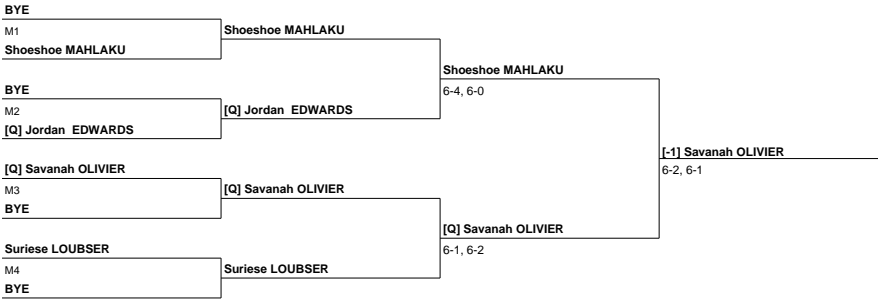 BYE
M1
Shoeshoe MAHLAKU
Shoeshoe MAHLAKU
BYE
M2
[Q] Jordan  EDWARDS
[Q] Jordan  EDWARDS
Shoeshoe MAHLAKU
6-4, 6-0
[Q] Savanah OLIVIER
M3
BYE
[Q] Savanah OLIVIER
Suriese LOUBSER
M4
BYE
Suriese LOUBSER
[Q] Savanah OLIVIER
6-1, 6-2
[-1] Savanah OLIVIER
6-2, 6-1